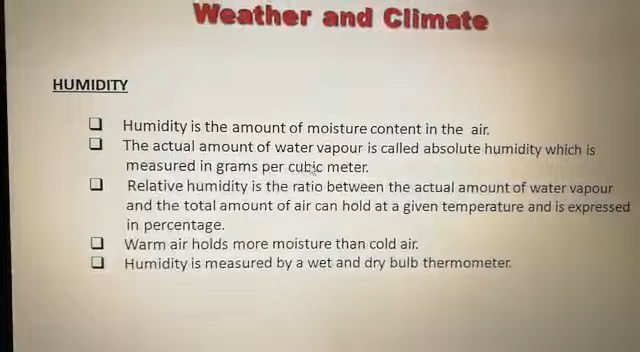 Weather and Climate
HUMIDITY
❑ Humidity is the amount of moisture content in the air.
❑ The actual amount of water vapour is called absolute humidity which is
measured in grams per cubic meter.
❑ Relative humidity is the ratio between the actual amount of water vapour
and the total amount of air can hold at a given temperature and is expressed
in percentage.
❑ Warm air holds more moisture than cold air.
❑ Humidity is measured by a wet and dry bulb thermometer.